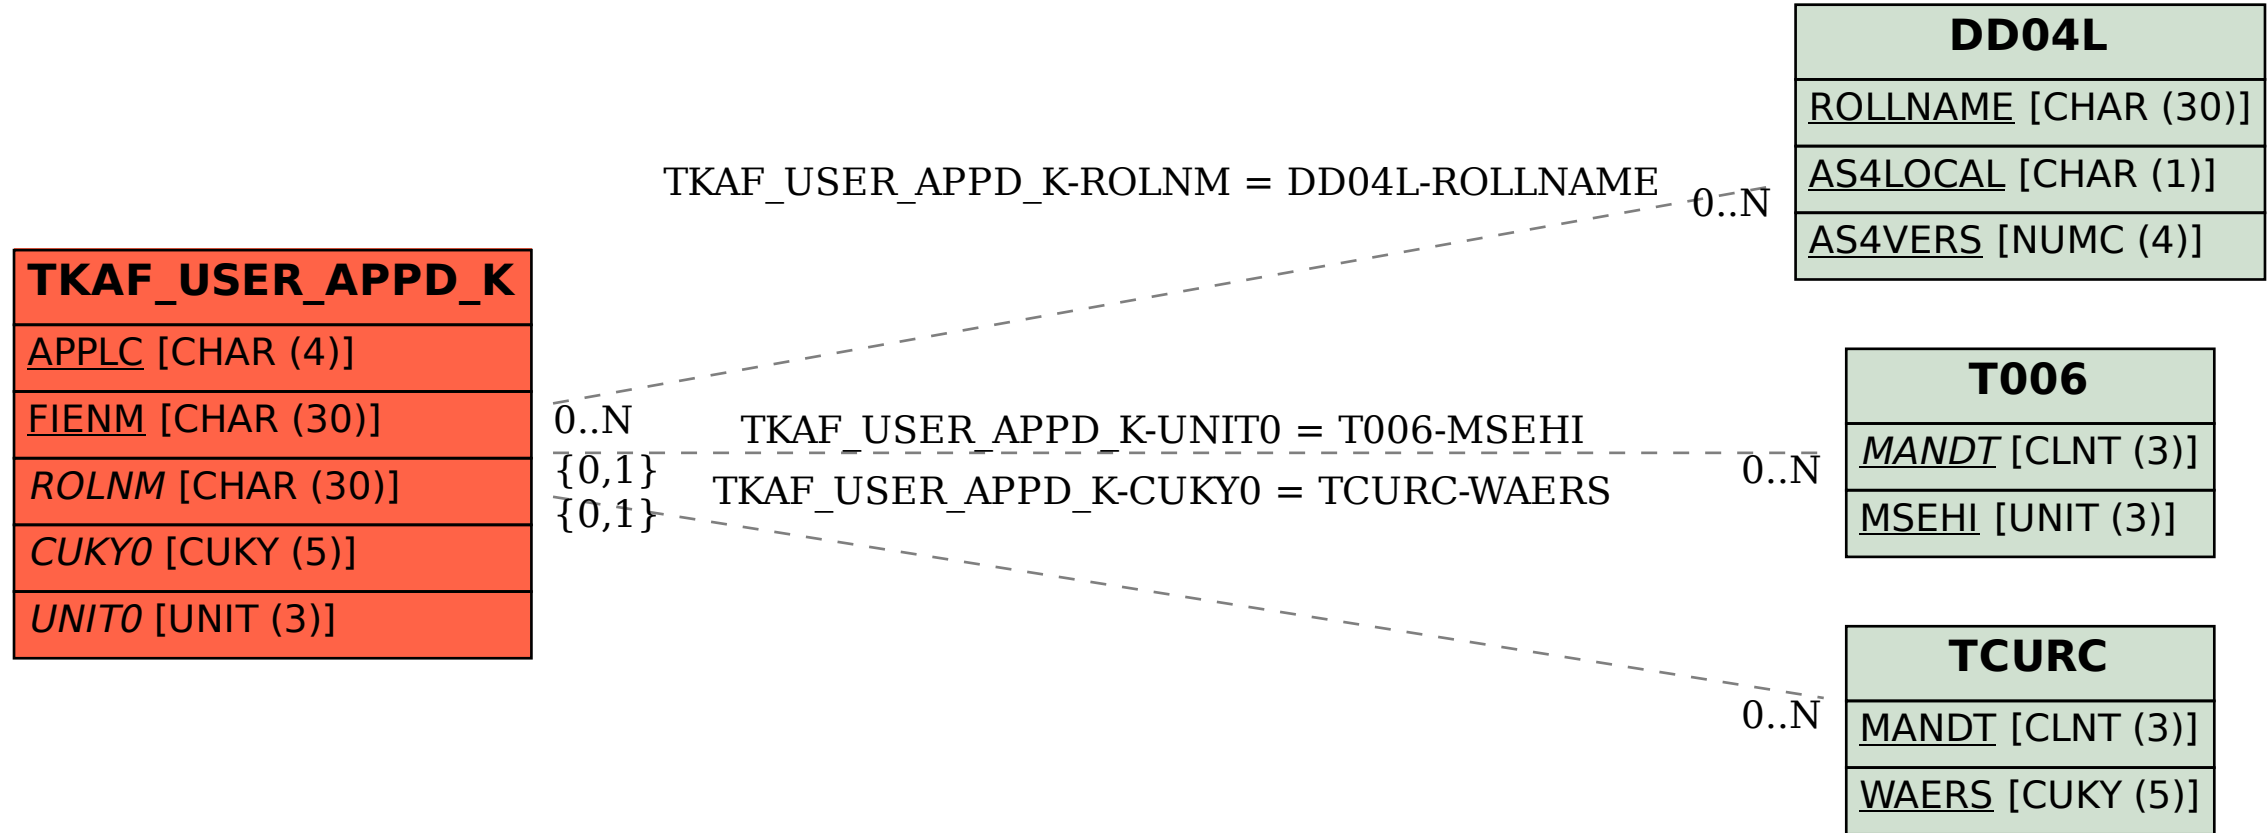 DD04L
ROLLNAME [CHAR (30)]
AS4LOCAL [CHAR (1)]
AS4VERS [NUMC (4)]
TKAF_USER_APPD_K-ROLNM = DD04L-ROLLNAME
0..N
TKAF_USER_APPD_K
APPLC [CHAR (4)]
FIENM [CHAR (30)]
ROLNM [CHAR (30)]
CUKY0 [CUKY (5)]
UNIT0 [UNIT (3)]
0..N
TKAF_USER_APPD_K-UNIT0 = T006-MSEHI
{0,1}
0..N
TKAF_USER_APPD_K-CUKY0 = TCURC-WAERS
{0,1}
0..N
T006
MANDT [CLNT (3)]
MSEHI [UNIT (3)]
TCURC
MANDT [CLNT (3)]
WAERS [CUKY (5)]